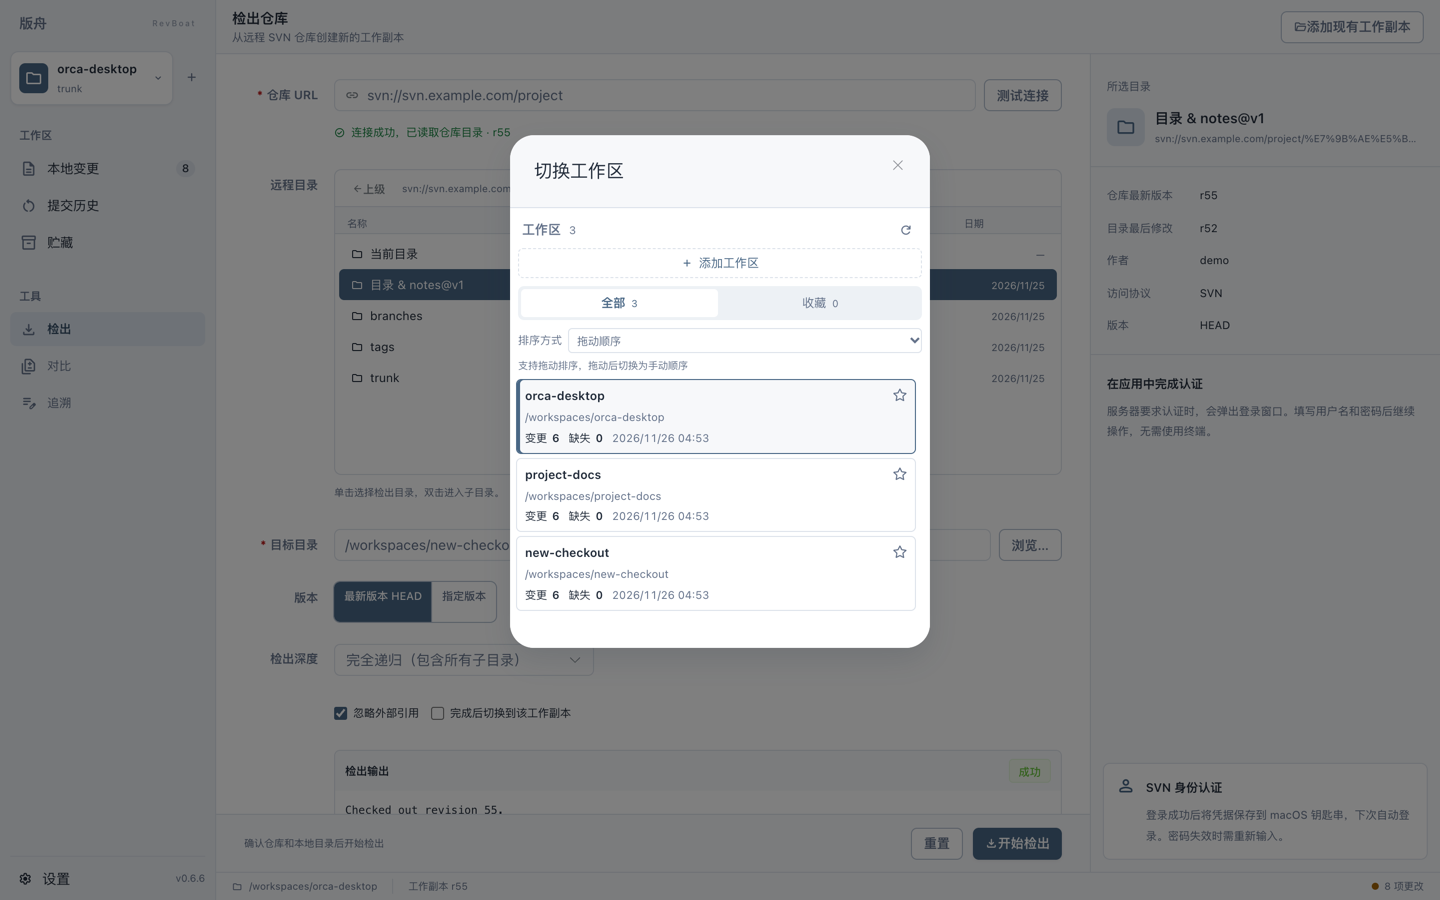 版舟 RevBoat
orca-desktop
trunk
工作区
本地变更 8
提交历史
贮藏
工具
检出
对比
追溯
设置 v0.6.6
检出仓库
从远程 SVN 仓库创建新的工作副本
添加现有工作副本
* 仓库 URL svn://svn.example.com/project 测试连接
连接成功，已读取仓库目录 · r55
远程目录 上级 svn://svn.example.com
名称 日期
当前目录 —
目录 & notes@v1 2026/11/25
branches 2026/11/25
tags 2026/11/25
trunk 2026/11/25
单击选择检出目录，双击进入子目录。
* 目标目录 /workspaces/new-checko 浏览...
版本 最新版本 HEAD 指定版本
检出深度 完全递归（包含所有子目录）
忽略外部引用 完成后切换到该工作副本
检出输出 成功
Checked out revision 55.
确认仓库和本地目录后开始检出 重置 开始检出
/workspaces/orca-desktop 工作副本 r55 8 项更改
切换工作区
工作区 3
+ 添加工作区
全部 3 收藏 0
排序方式 拖动顺序
支持拖动排序，拖动后切换为手动顺序
orca-desktop
/workspaces/orca-desktop
变更 6 缺失 0 2026/11/26 04:53
project-docs
/workspaces/project-docs
变更 6 缺失 0 2026/11/26 04:53
new-checkout
/workspaces/new-checkout
变更 6 缺失 0 2026/11/26 04:53
所选目录
目录 & notes@v1
svn://svn.example.com/project/%E7%9B%AE%E5%B...
仓库最新版本 r55
目录最后修改 r52
作者 demo
访问协议 SVN
版本 HEAD
在应用中完成认证
服务器要求认证时，会弹出登录窗口。填写用户名和密码后继续
操作，无需使用终端。
SVN 身份认证
登录成功后将凭据保存到 macOS 钥匙串，下次自动登
录。密码失效时需重新输入。